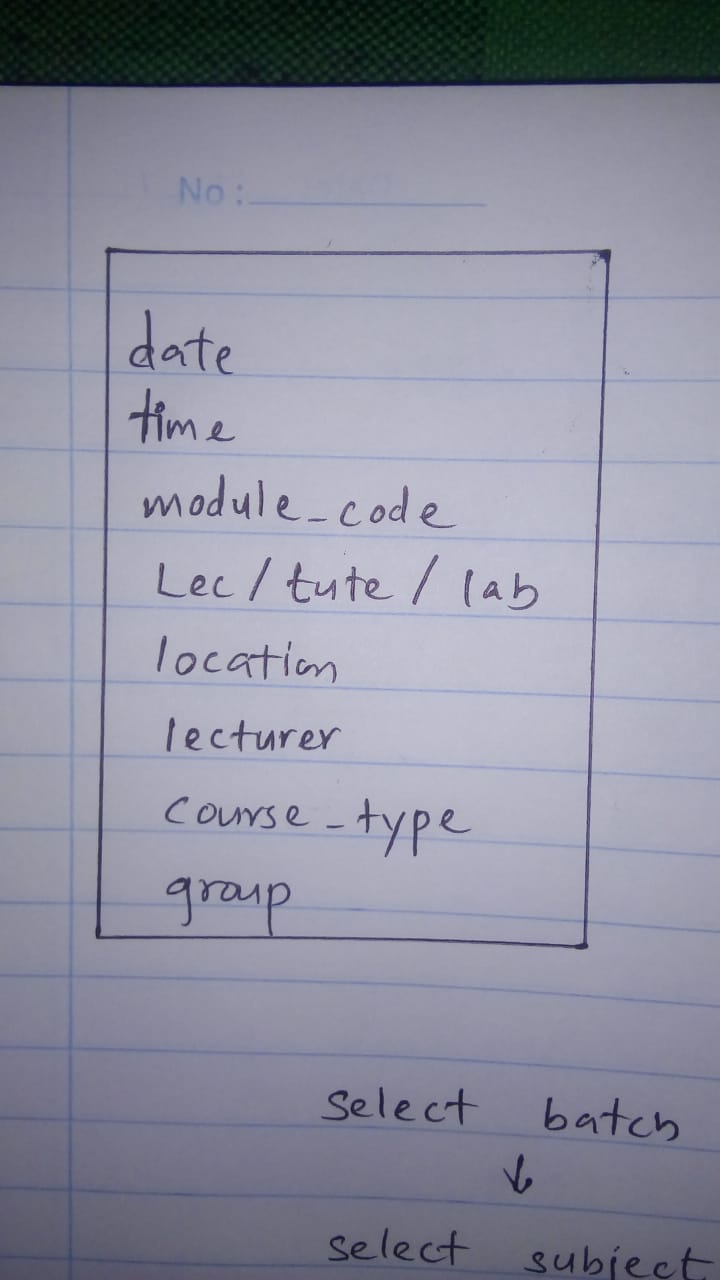 No:
date
time
module_code
Lec / tute / lab
location
lecturer
course_type
group
select batch
↓
select subject